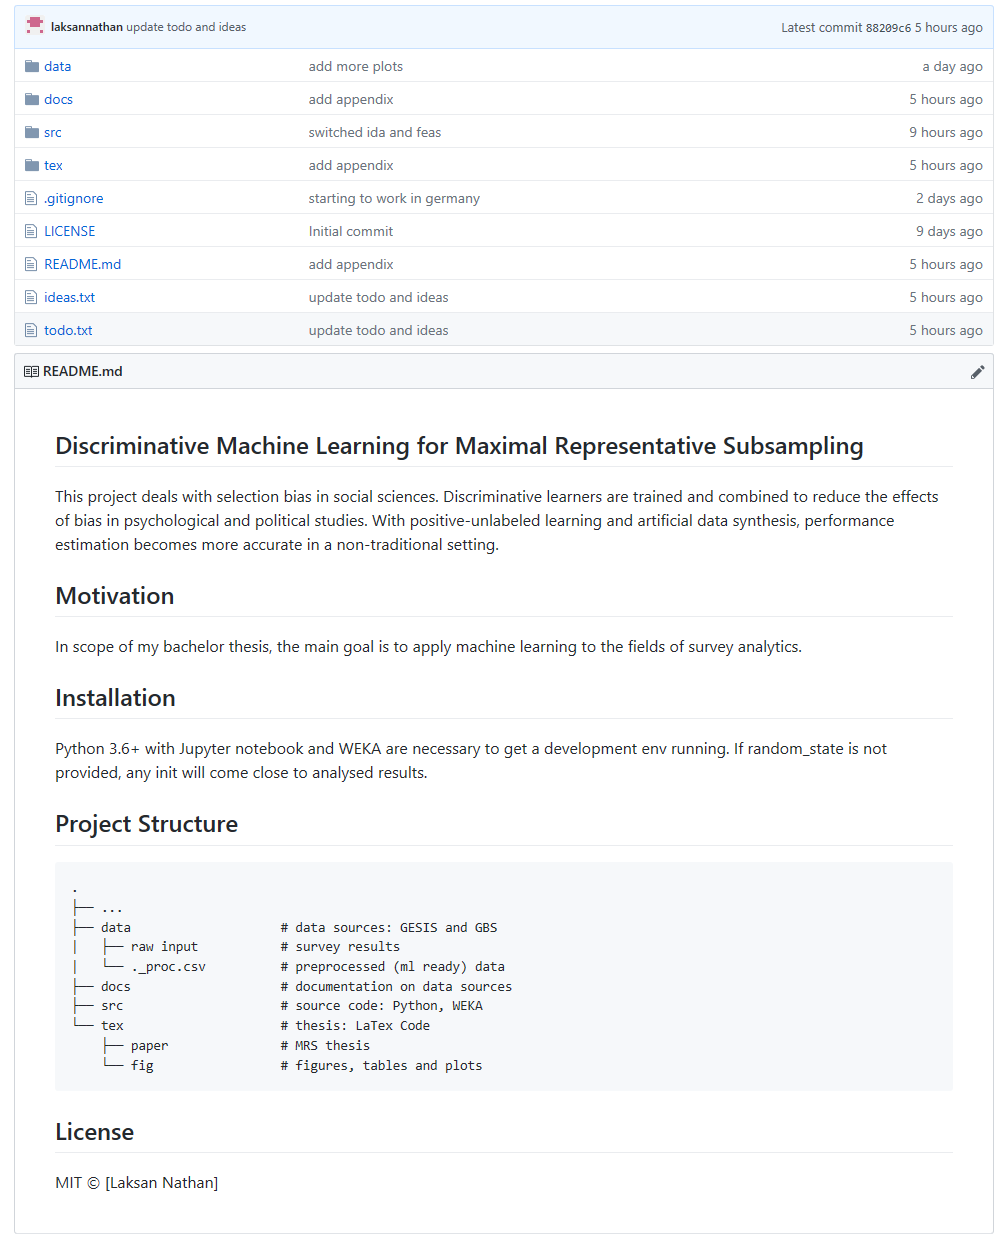 laksannathan update todo and ideas Latest commit 88209c6 5 hours ago
data add more plots a day ago
docs add appendix 5 hours ago
src switched ida and feas 9 hours ago
tex add appendix 5 hours ago
.gitignore starting to work in germany 2 days ago
LICENSE Initial commit 9 days ago
README.md add appendix 5 hours ago
ideas.txt update todo and ideas 5 hours ago
todo.txt update todo and ideas 5 hours ago
README.md
Discriminative Machine Learning for Maximal Representative Subsampling
This project deals with selection bias in social sciences. Discriminative learners are trained and combined to reduce the effects
of bias in psychological and political studies. With positive-unlabeled learning and artificial data synthesis, performance
estimation becomes more accurate in a non-traditional setting.
Motivation
In scope of my bachelor thesis, the main goal is to apply machine learning to the fields of survey analytics.
Installation
Python 3.6+ with Jupyter notebook and WEKA are necessary to get a development env running. If random_state is not
provided, any init will come close to analysed results.
Project Structure
.
├── ...
├── data # data sources: GESIS and GBS
│   ├── raw input # survey results
│   └── ._proc.csv # preprocessed (ml ready) data
├── docs # documentation on data sources
├── src # source code: Python, WEKA
└── tex # thesis: LaTex Code
    ├── paper # MRS thesis
    └── fig # figures, tables and plots
License
MIT © [Laksan Nathan]